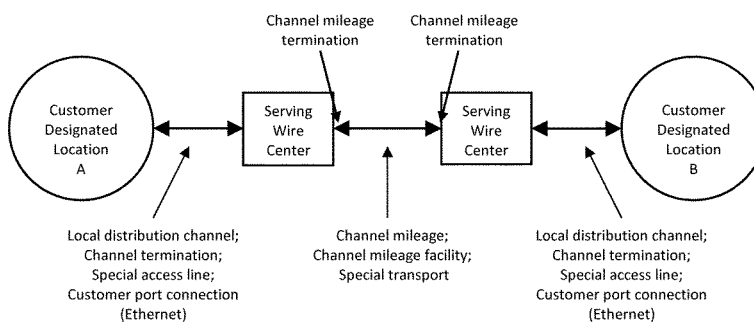 Channel mileage
termination
Channel mileage
termination
Customer
Designated
Location
A
Serving
Wire
Center
Serving
Wire
Center
Customer
Designated
Location
B
Local distribution channel;
Channel termination;
Special access line;
Customer port connection
(Ethernet)
Channel mileage;
Channel mileage facility;
Special transport
Local distribution channel;
Channel termination;
Special access line;
Customer port connection
(Ethernet)